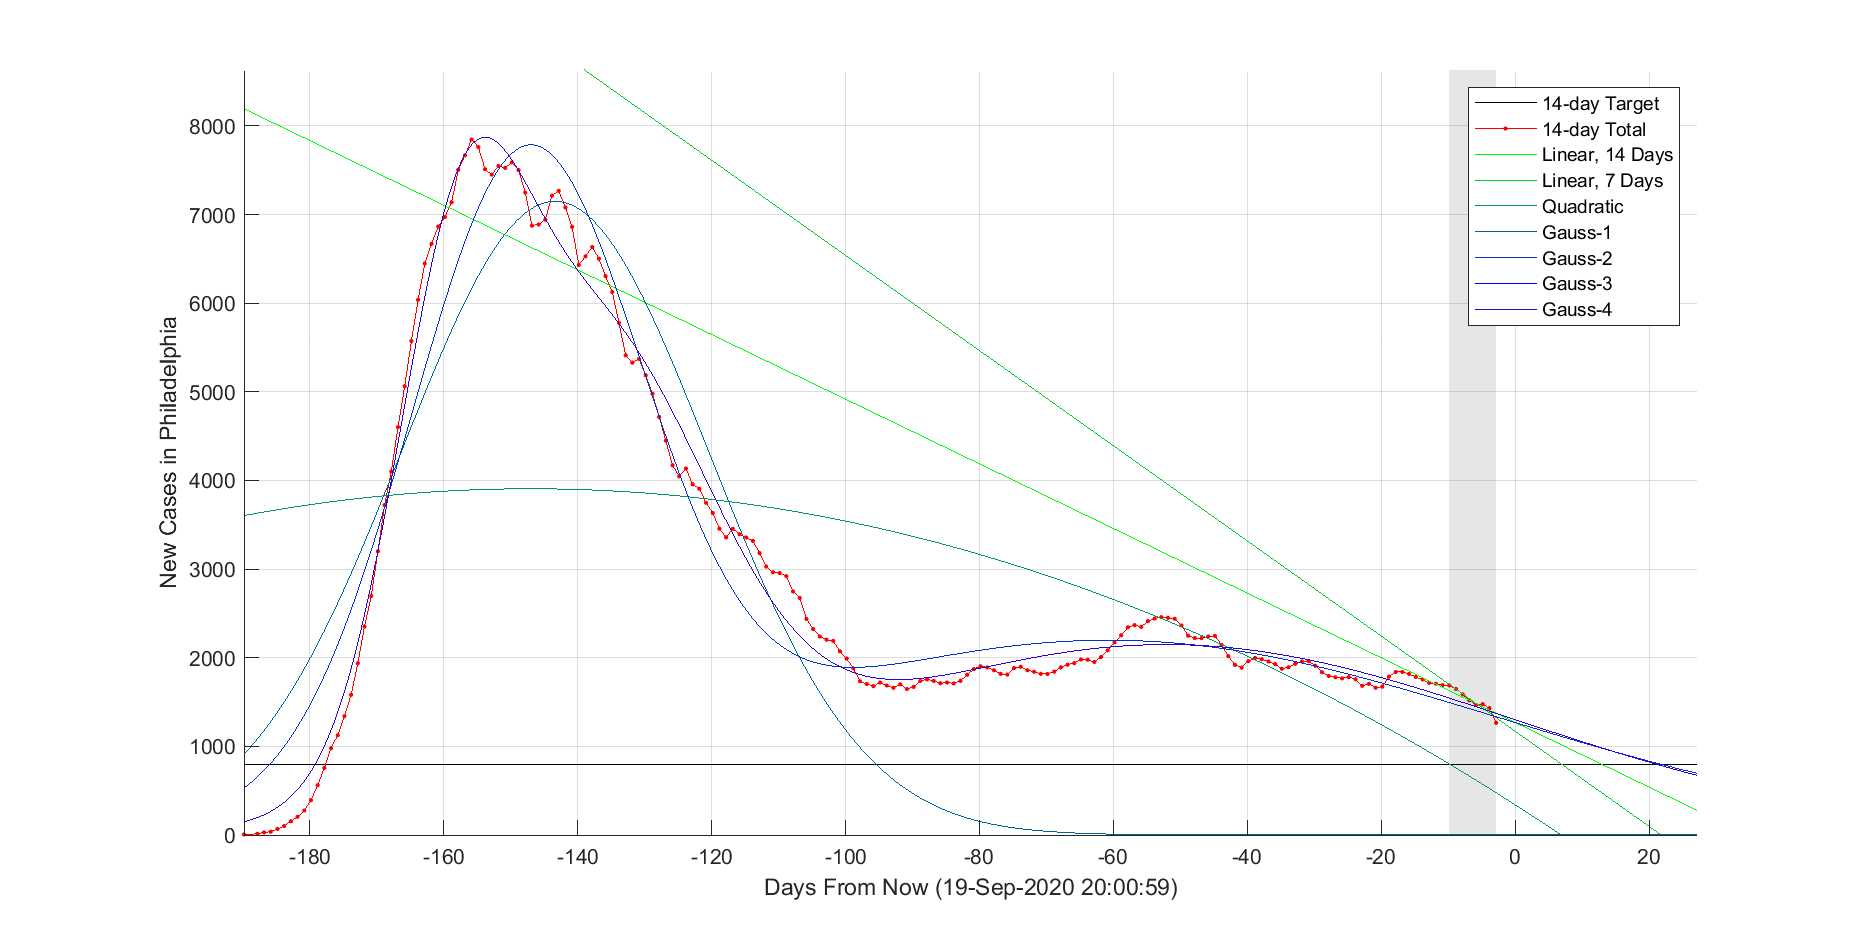 8000
7000
6000
5000
4000
3000
2000
1000
0
New Cases in Philadelphia
-180 -160 -140 -120 -100 -80 -60 -40 -20 0 20
Days From Now (19-Sep-2020 20:00:59)
14-day Target
14-day Total
Linear, 14 Days
Linear, 7 Days
Quadratic
Gauss-1
Gauss-2
Gauss-3
Gauss-4